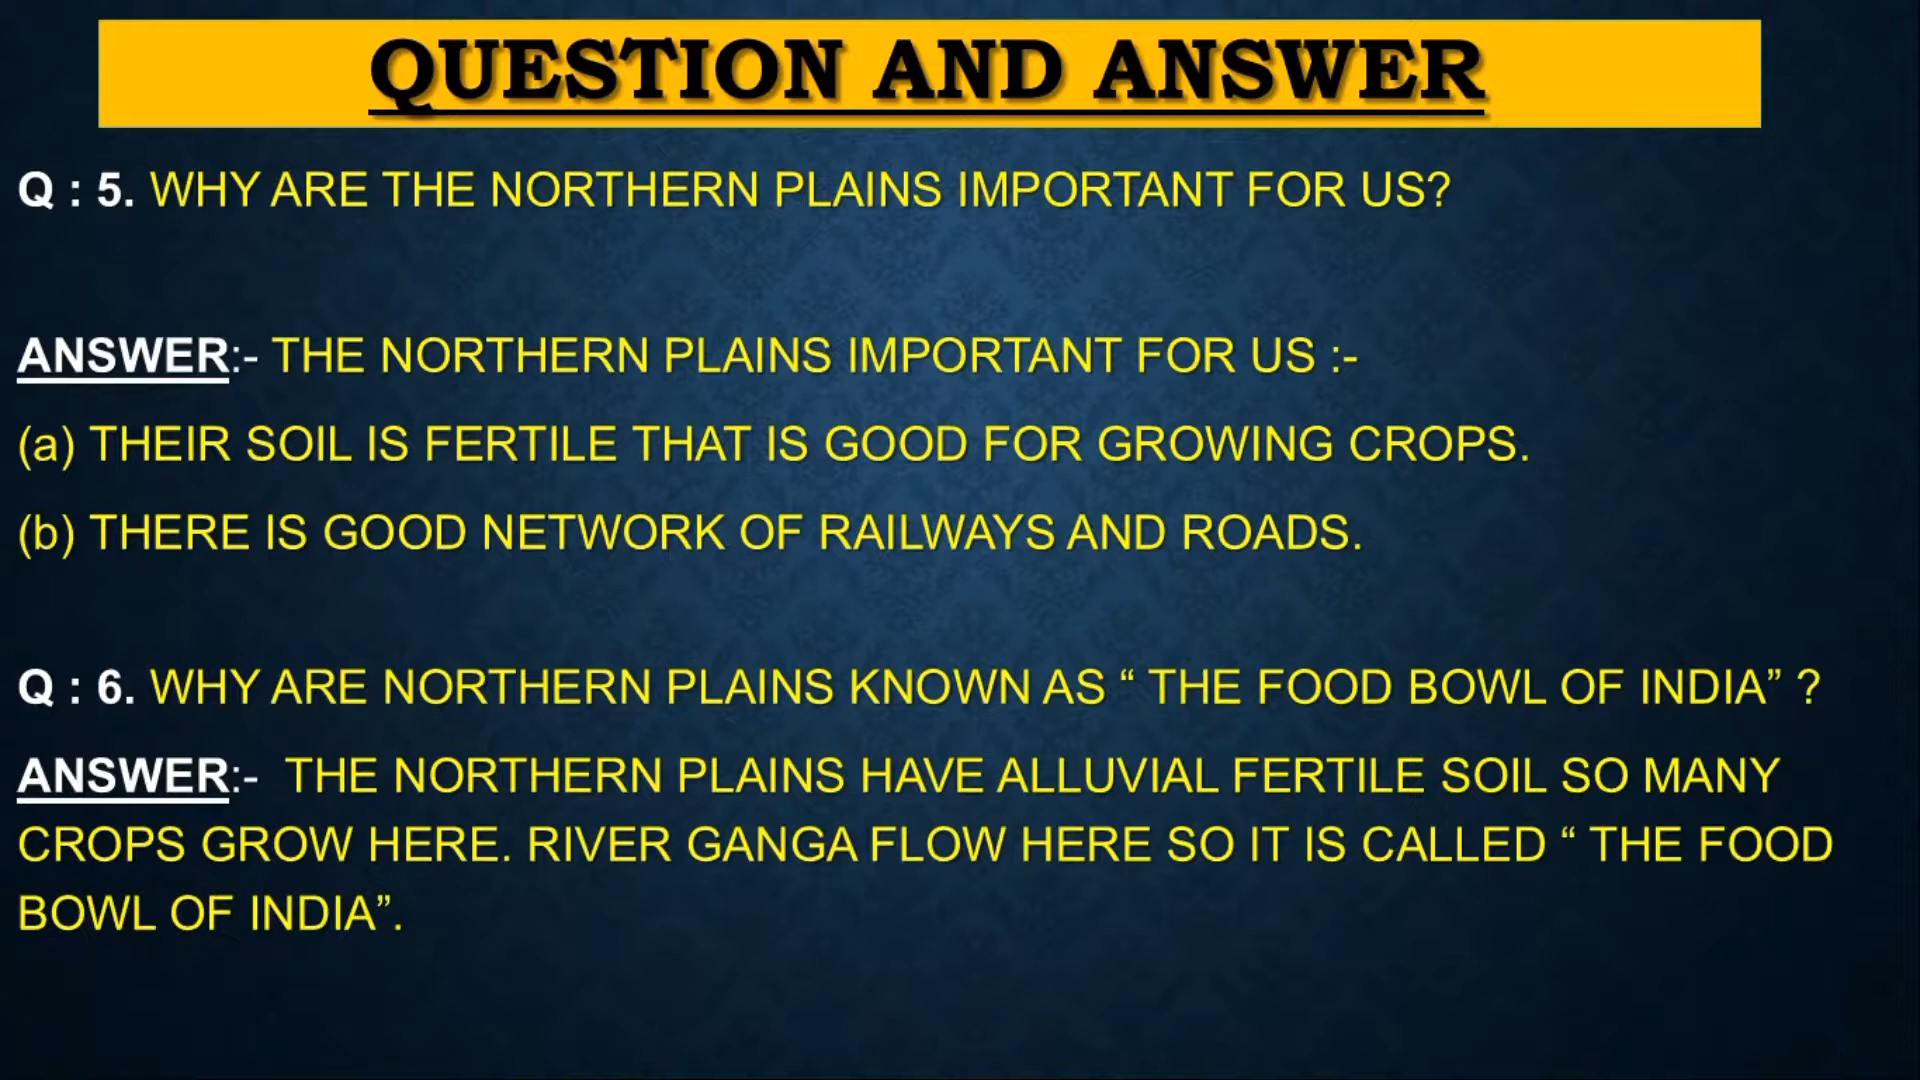 QUESTION AND ANSWER
Q : 5. WHY ARE THE NORTHERN PLAINS IMPORTANT FOR US?
ANSWER:- THE NORTHERN PLAINS IMPORTANT FOR US :-
(a) THEIR SOIL IS FERTILE THAT IS GOOD FOR GROWING CROPS.
(b) THERE IS GOOD NETWORK OF RAILWAYS AND ROADS.
Q : 6. WHY ARE NORTHERN PLAINS KNOWN AS “ THE FOOD BOWL OF INDIA” ?
ANSWER:- THE NORTHERN PLAINS HAVE ALLUVIAL FERTILE SOIL SO MANY
CROPS GROW HERE. RIVER GANGA FLOW HERE SO IT IS CALLED “ THE FOOD
BOWL OF INDIA”.